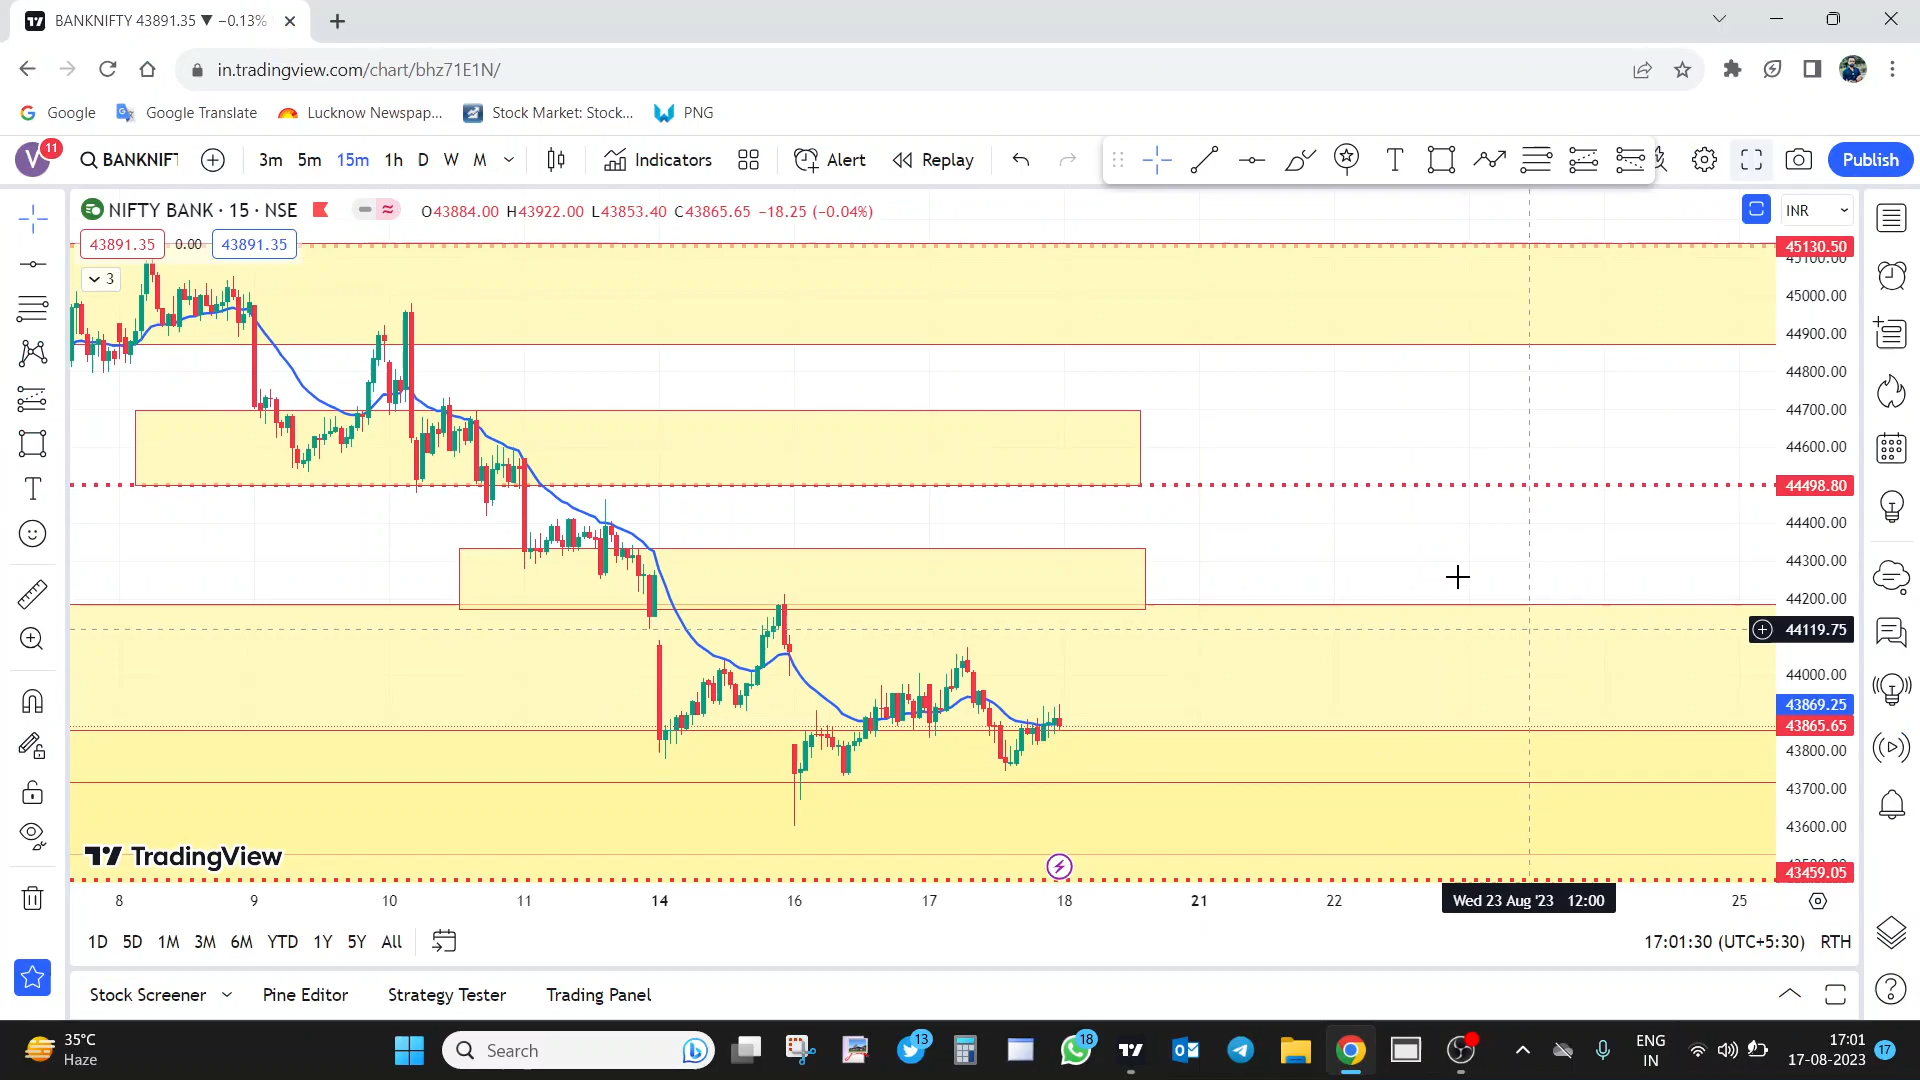 BANKNIFTY 43891.35 ▼ −0.13%
in.tradingview.com/chart/bhz71E1N/
Google Google Translate Lucknow Newspap... Stock Market: Stock... PNG
V 11 BANKNIFT 3m 5m 15m 1h D W M Indicators Alert Replay Publish
NIFTY BANK · 15 · NSE O43884.00 H43922.00 L43853.40 C43865.65 −18.25 (−0.04%) INR
43891.35 0.00 43891.35
3
45130.50
45100.00
45000.00
44900.00
44800.00
44700.00
44600.00
44498.80
44400.00
44300.00
44200.00
44119.75
44000.00
43869.25
43865.65
43800.00
43700.00
43600.00
43459.05
TradingView
8 9 10 11 14 16 17 18 21 22 Wed 23 Aug '23 12:00 25
1D 5D 1M 3M 6M YTD 1Y 5Y All 17:01:30 (UTC+5:30) RTH
Stock Screener Pine Editor Strategy Tester Trading Panel
35°C
Haze
Search
13
18
ENG
IN
17:01
17-08-2023
17